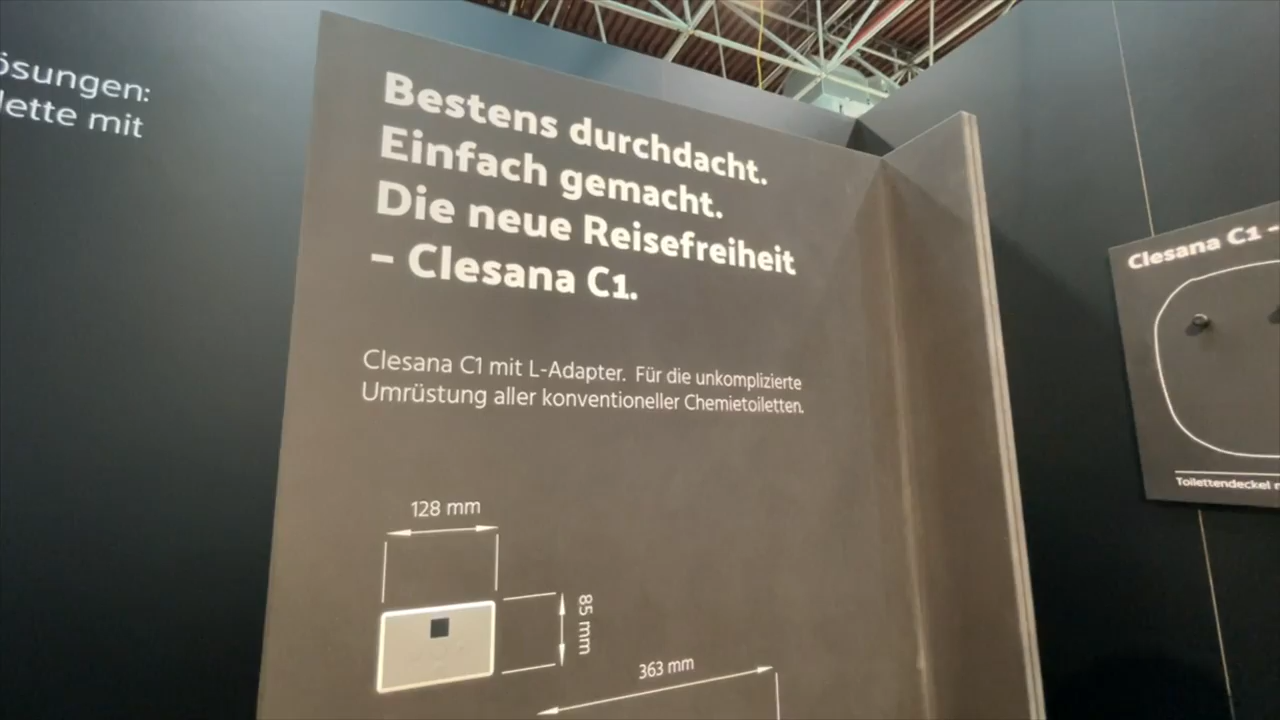 ösungen:
lette mit
Bestens durchdacht.
Einfach gemacht.
Die neue Reisefreiheit
– Clesana C1.
Clesana C1 mit L-Adapter. Für die unkomplizierte
Umrüstung aller konventioneller Chemietoiletten.
128 mm
85 mm
363 mm
Clesana C1 –
Toilettendeckel